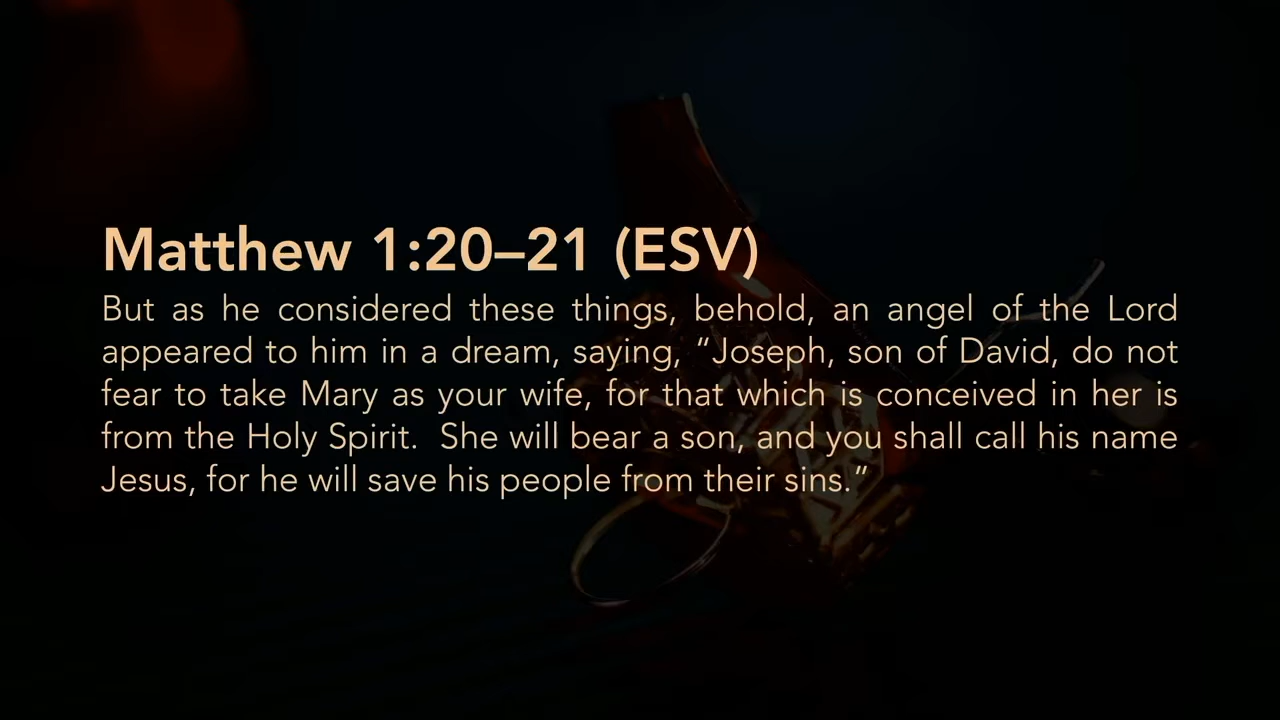 Matthew 1:20–21 (ESV)
But as he considered these things, behold, an angel of the Lord
appeared to him in a dream, saying, “Joseph, son of David, do not
fear to take Mary as your wife, for that which is conceived in her is
from the Holy Spirit.  She will bear a son, and you shall call his name
Jesus, for he will save his people from their sins.”